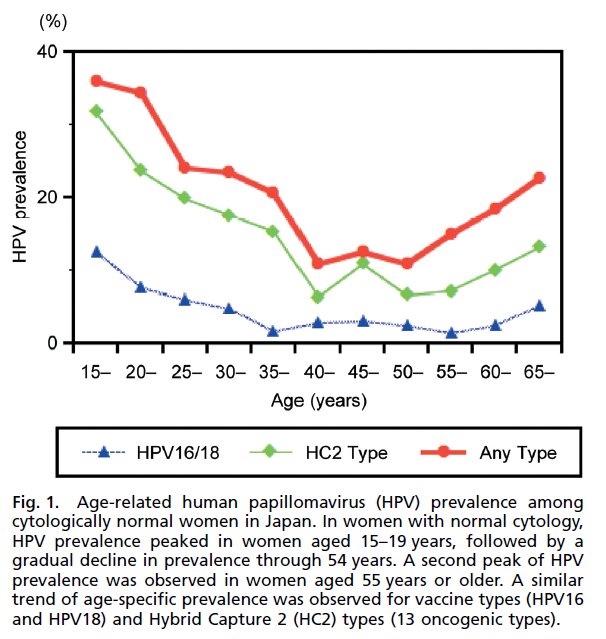 (%)
40
20
0
HPV prevalence
15– 20– 25– 30– 35– 40– 45– 50– 55– 60– 65–
Age (years)
HPV16/18 HC2 Type Any Type
Fig. 1. Age-related human papillomavirus (HPV) prevalence among
cytologically normal women in Japan. In women with normal cytology,
HPV prevalence peaked in women aged 15–19 years, followed by a
gradual decline in prevalence through 54 years. A second peak of HPV
prevalence was observed in women aged 55 years or older. A similar
trend of age-specific prevalence was observed for vaccine types (HPV16
and HPV18) and Hybrid Capture 2 (HC2) types (13 oncogenic types).